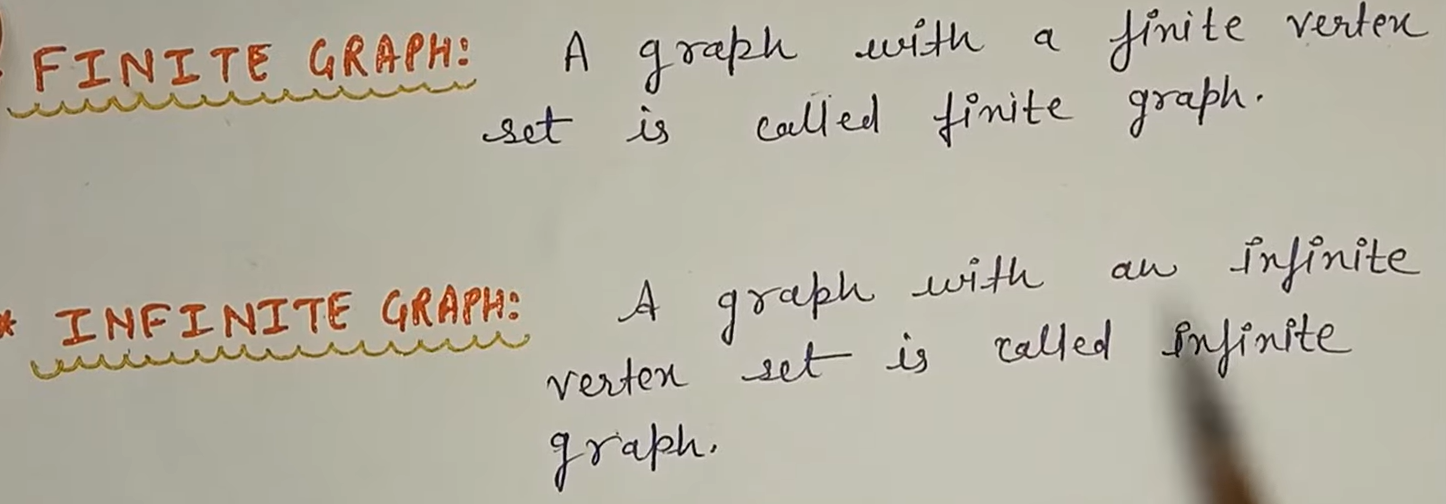 FINITE GRAPH: A graph with a finite vertex
set is called finite graph.
* INFINITE GRAPH: A graph with an infinite
vertex set is called infinite
graph.